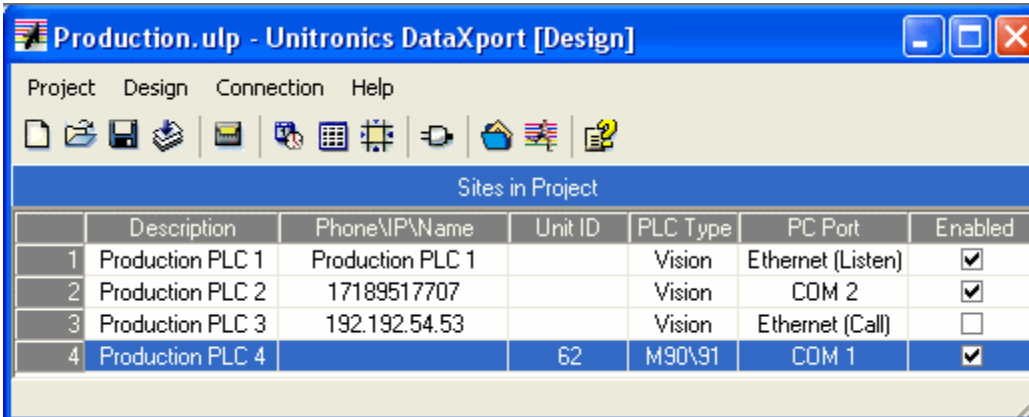 Production.ulp - Unitronics DataXport [Design]
Project Design Connection Help
Sites in Project
Description Phone\IP\Name Unit ID PLC Type PC Port Enabled
1 Production PLC 1 Production PLC 1 Vision Ethernet (Listen)
2 Production PLC 2 17189517707 Vision COM 2
3 Production PLC 3 192.192.54.53 Vision Ethernet (Call)
4 Production PLC 4 62 M90\91 COM 1